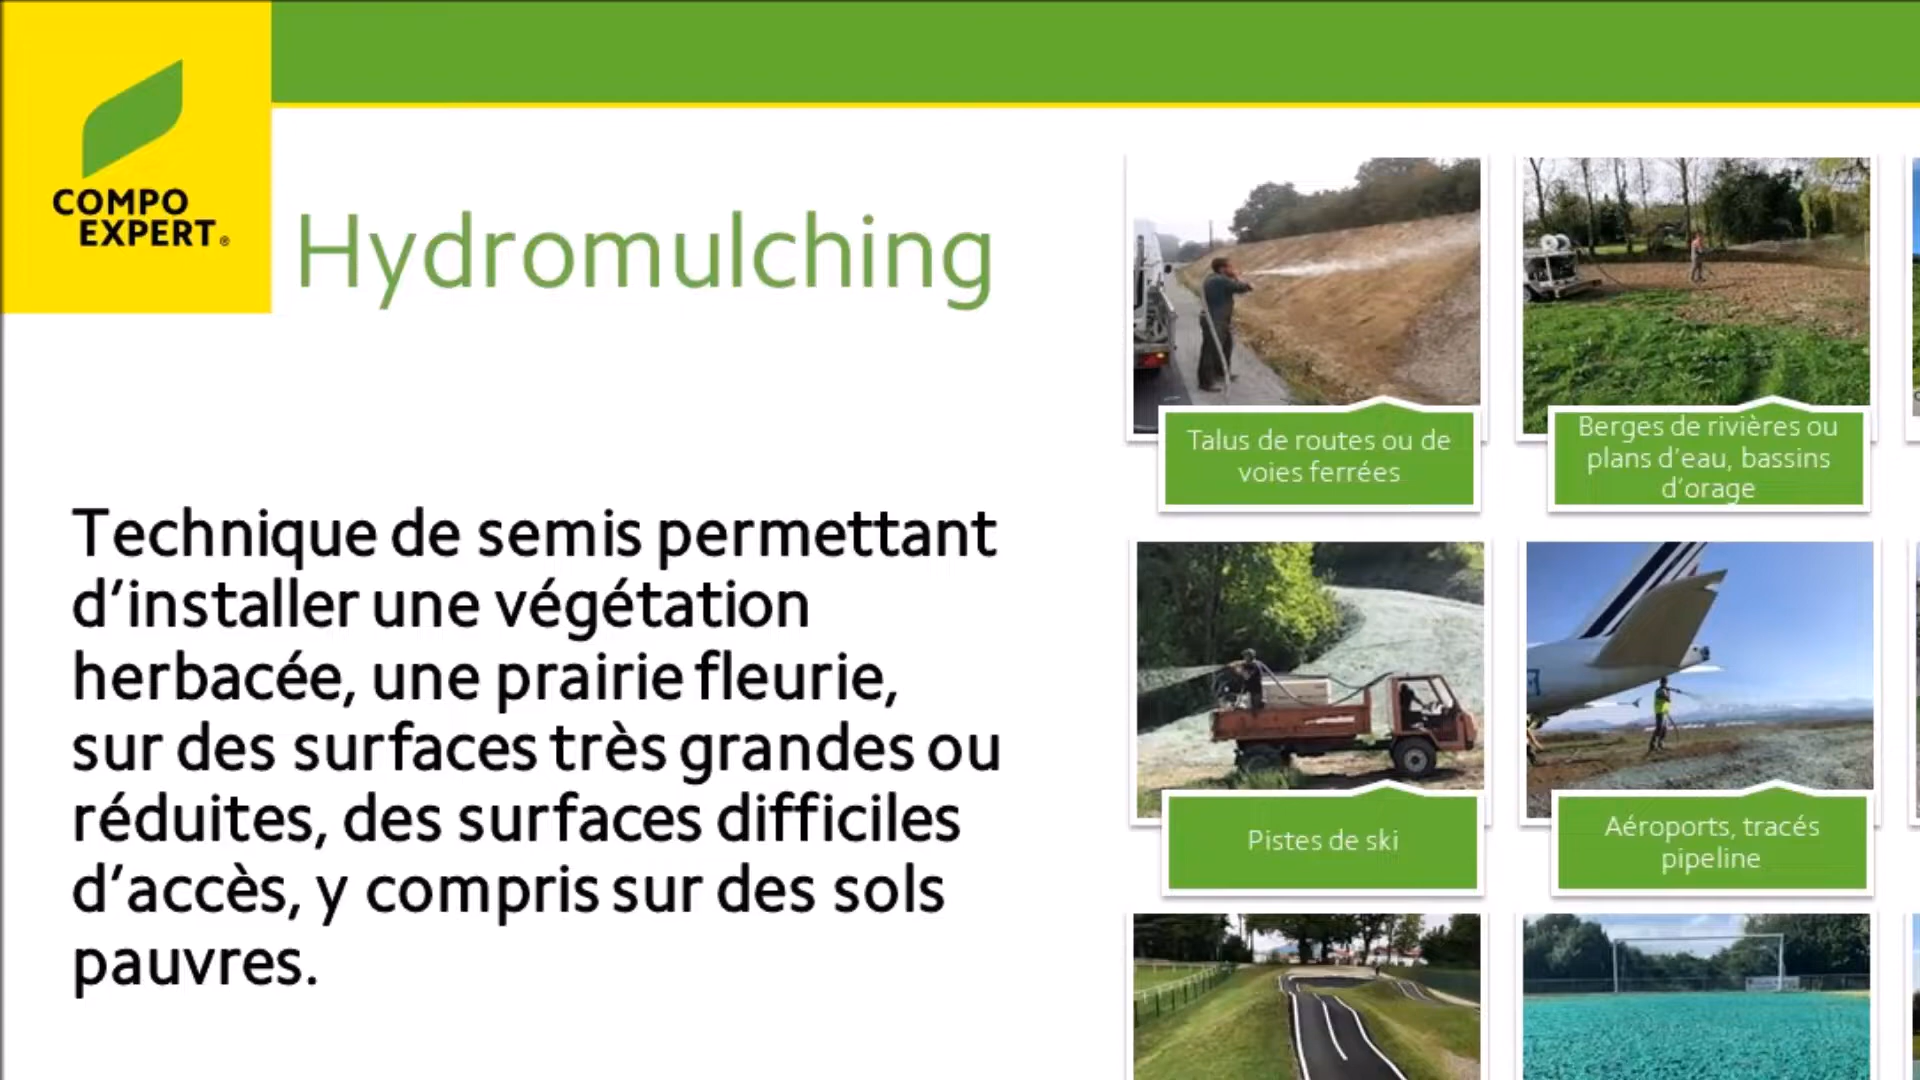 COMPO
EXPERT®
Hydromulching
Technique de semis permettant
d’installer une végétation
herbacée, une prairie fleurie,
sur des surfaces très grandes ou
réduites, des surfaces difficiles
d’accès, y compris sur des sols
pauvres.
Talus de routes ou de
voies ferrées
Berges de rivières ou
plans d’eau, bassins
d’orage
Pistes de ski
Aéroports, tracés
pipeline